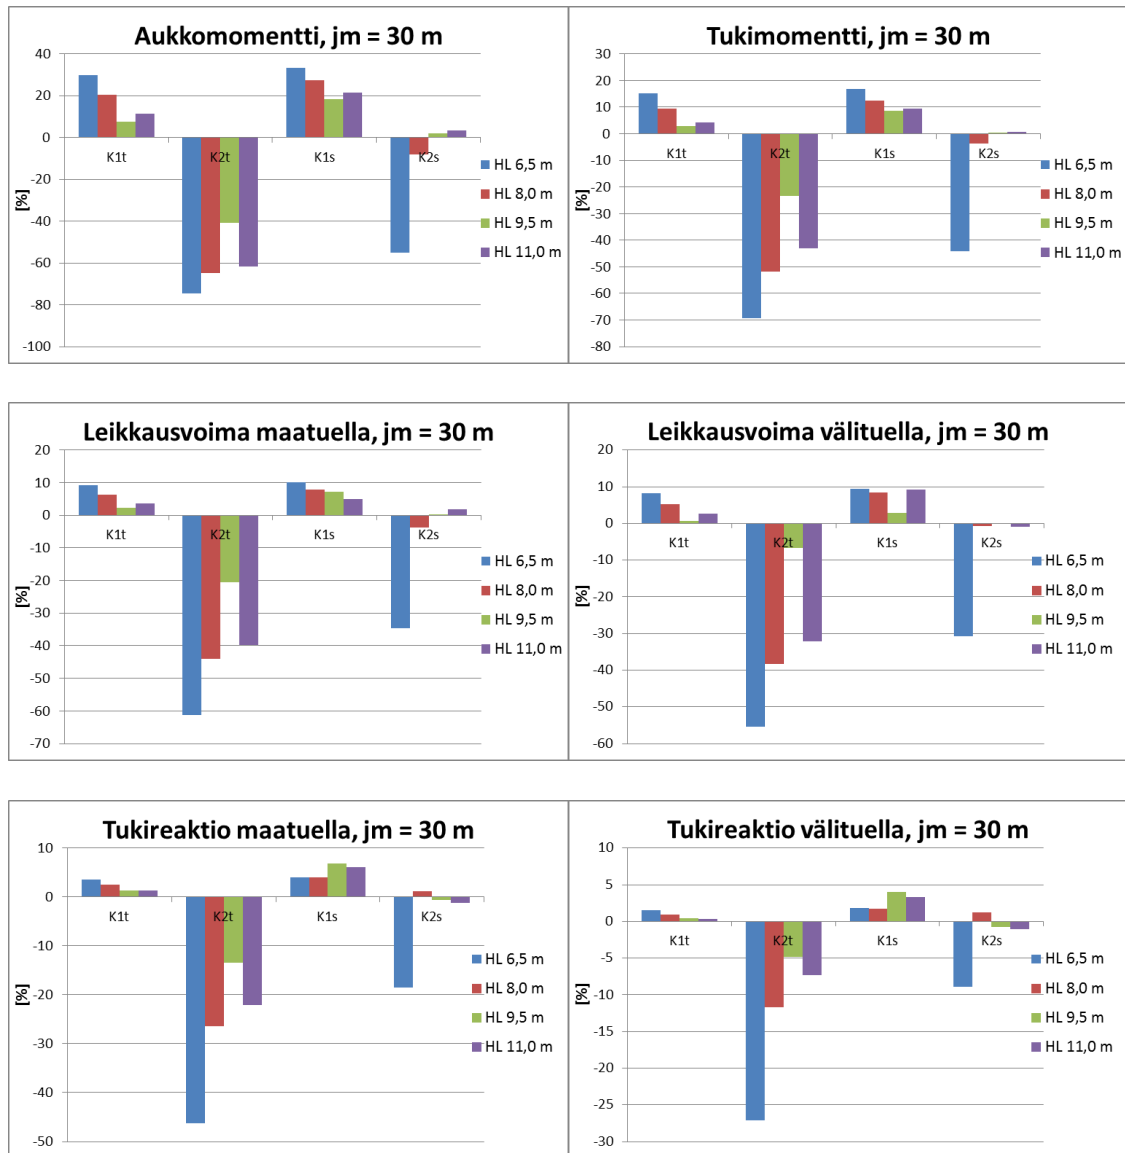 Aukkomomentti, jm = 30 m
40
20
0
-20
-40
-60
-80
-100
[%]
K1t
K2t
K1s
K2s
HL 6,5 m
HL 8,0 m
HL 9,5 m
HL 11,0 m
Tukimomentti, jm = 30 m
30
20
10
0
-10
-20
-30
-40
-50
-60
-70
-80
[%]
K1t
K2t
K1s
K2s
HL 6,5 m
HL 8,0 m
HL 9,5 m
HL 11,0 m
Leikkausvoima maatuella, jm = 30 m
20
10
0
-10
-20
-30
-40
-50
-60
-70
[%]
K1t
K2t
K1s
K2s
HL 6,5 m
HL 8,0 m
HL 9,5 m
HL 11,0 m
Leikkausvoima välituella, jm = 30 m
20
10
0
-10
-20
-30
-40
-50
-60
[%]
K1t
K2t
K1s
K2s
HL 6,5 m
HL 8,0 m
HL 9,5 m
HL 11,0 m
Tukireaktio maatuella, jm = 30 m
10
0
-10
-20
-30
-40
-50
[%]
K1t
K2t
K1s
K2s
HL 6,5 m
HL 8,0 m
HL 9,5 m
HL 11,0 m
Tukireaktio välituella, jm = 30 m
10
5
0
-5
-10
-15
-20
-25
-30
[%]
K1t
K2t
K1s
K2s
HL 6,5 m
HL 8,0 m
HL 9,5 m
HL 11,0 m